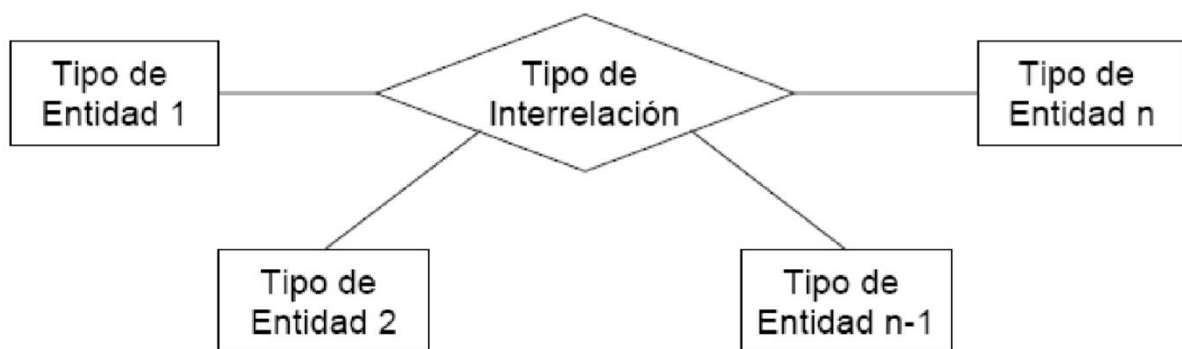 Tipo de
Entidad 1
Tipo de
Interrelación
Tipo de
Entidad n
Tipo de
Entidad 2
Tipo de
Entidad n-1